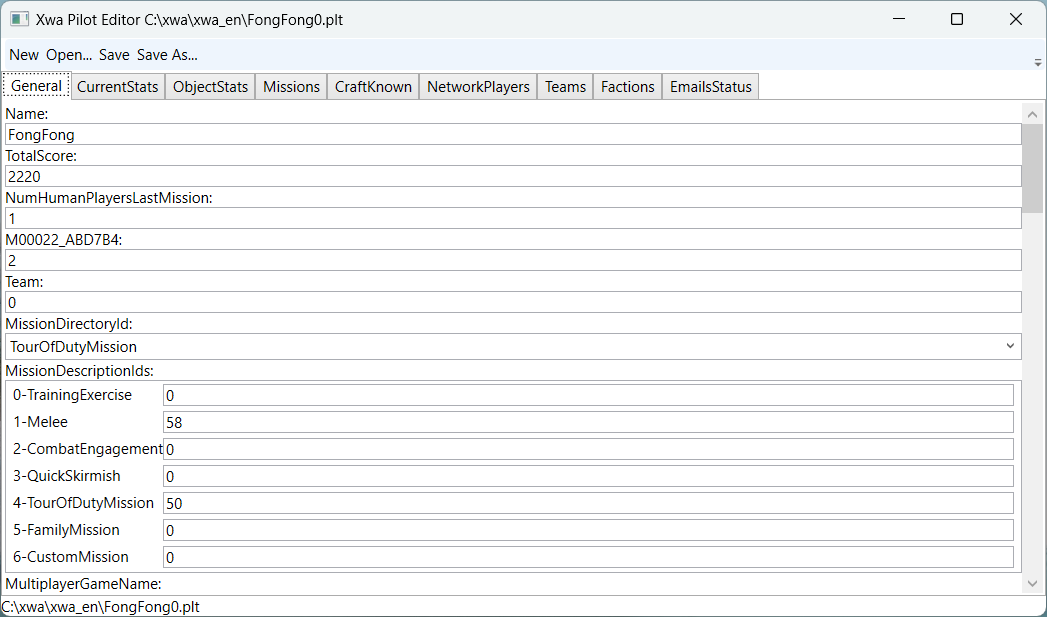 Xwa Pilot Editor C:\xwa\xwa_en\FongFong0.plt
New Open... Save Save As...
General CurrentStats ObjectStats Missions CraftKnown NetworkPlayers Teams Factions EmailsStatus
Name:
FongFong
TotalScore:
2220
NumHumanPlayersLastMission:
1
M00022_ABD7B4:
2
Team:
0
MissionDirectoryId:
TourOfDutyMission
MissionDescriptionIds:
0-TrainingExercise 0
1-Melee 58
2-CombatEngagement 0
3-QuickSkirmish 0
4-TourOfDutyMission 50
5-FamilyMission 0
6-CustomMission 0
MultiplayerGameName:
C:\xwa\xwa_en\FongFong0.plt